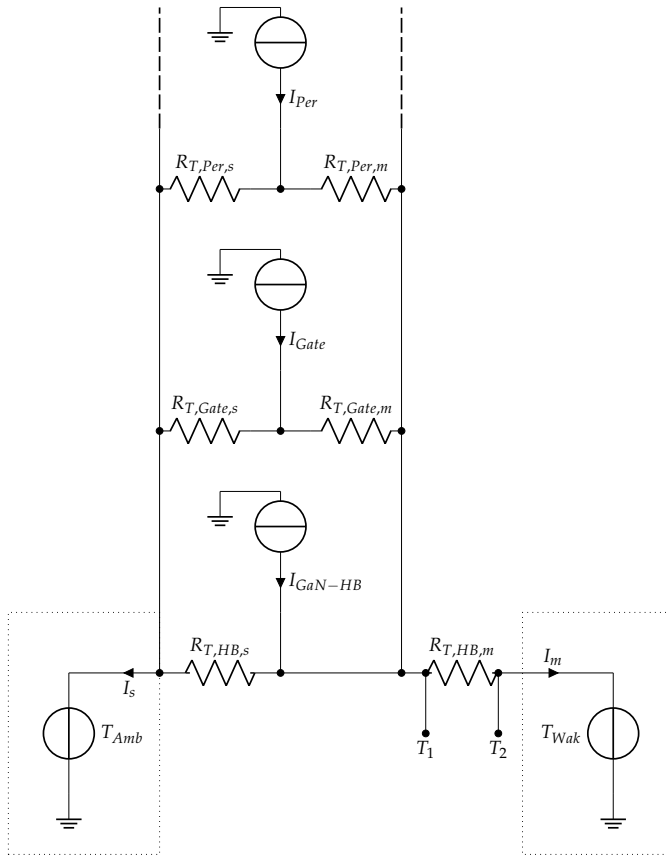 I_Per
R_T,Per,s R_T,Per,m
I_Gate
R_T,Gate,s R_T,Gate,m
I_GaN−HB
R_T,HB,s R_T,HB,m
I_s I_m
T_Amb T_1 T_2 T_Wak